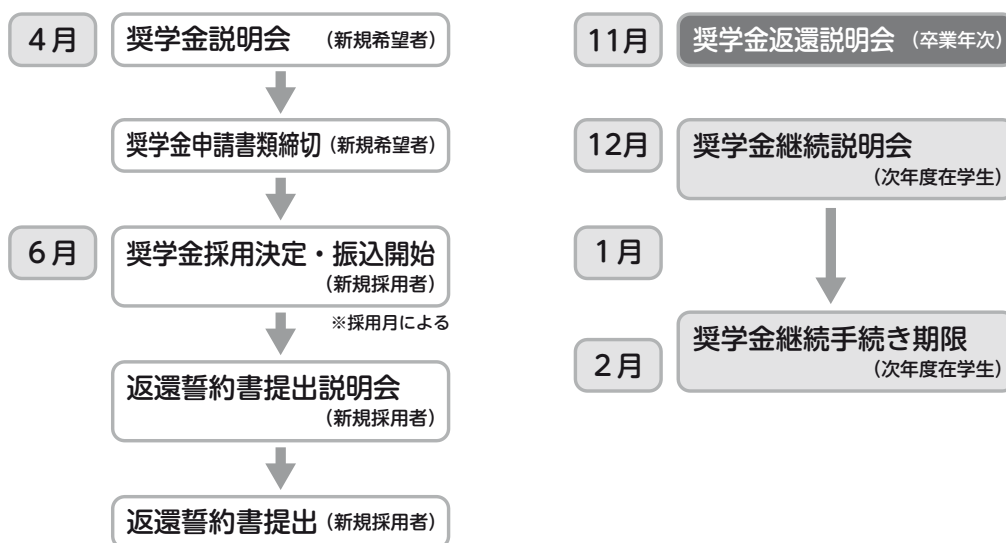 4月
奨学金説明会 （新規希望者）
奨学金申請書類締切（新規希望者）
6月
奨学金採用決定・振込開始
（新規採用者）
※採用月による
返還誓約書提出説明会
（新規採用者）
返還誓約書提出（新規採用者）
11月
奨学金返還説明会（卒業年次）
12月
奨学金継続説明会
（次年度在学生）
1月
2月
奨学金継続手続き期限
（次年度在学生）